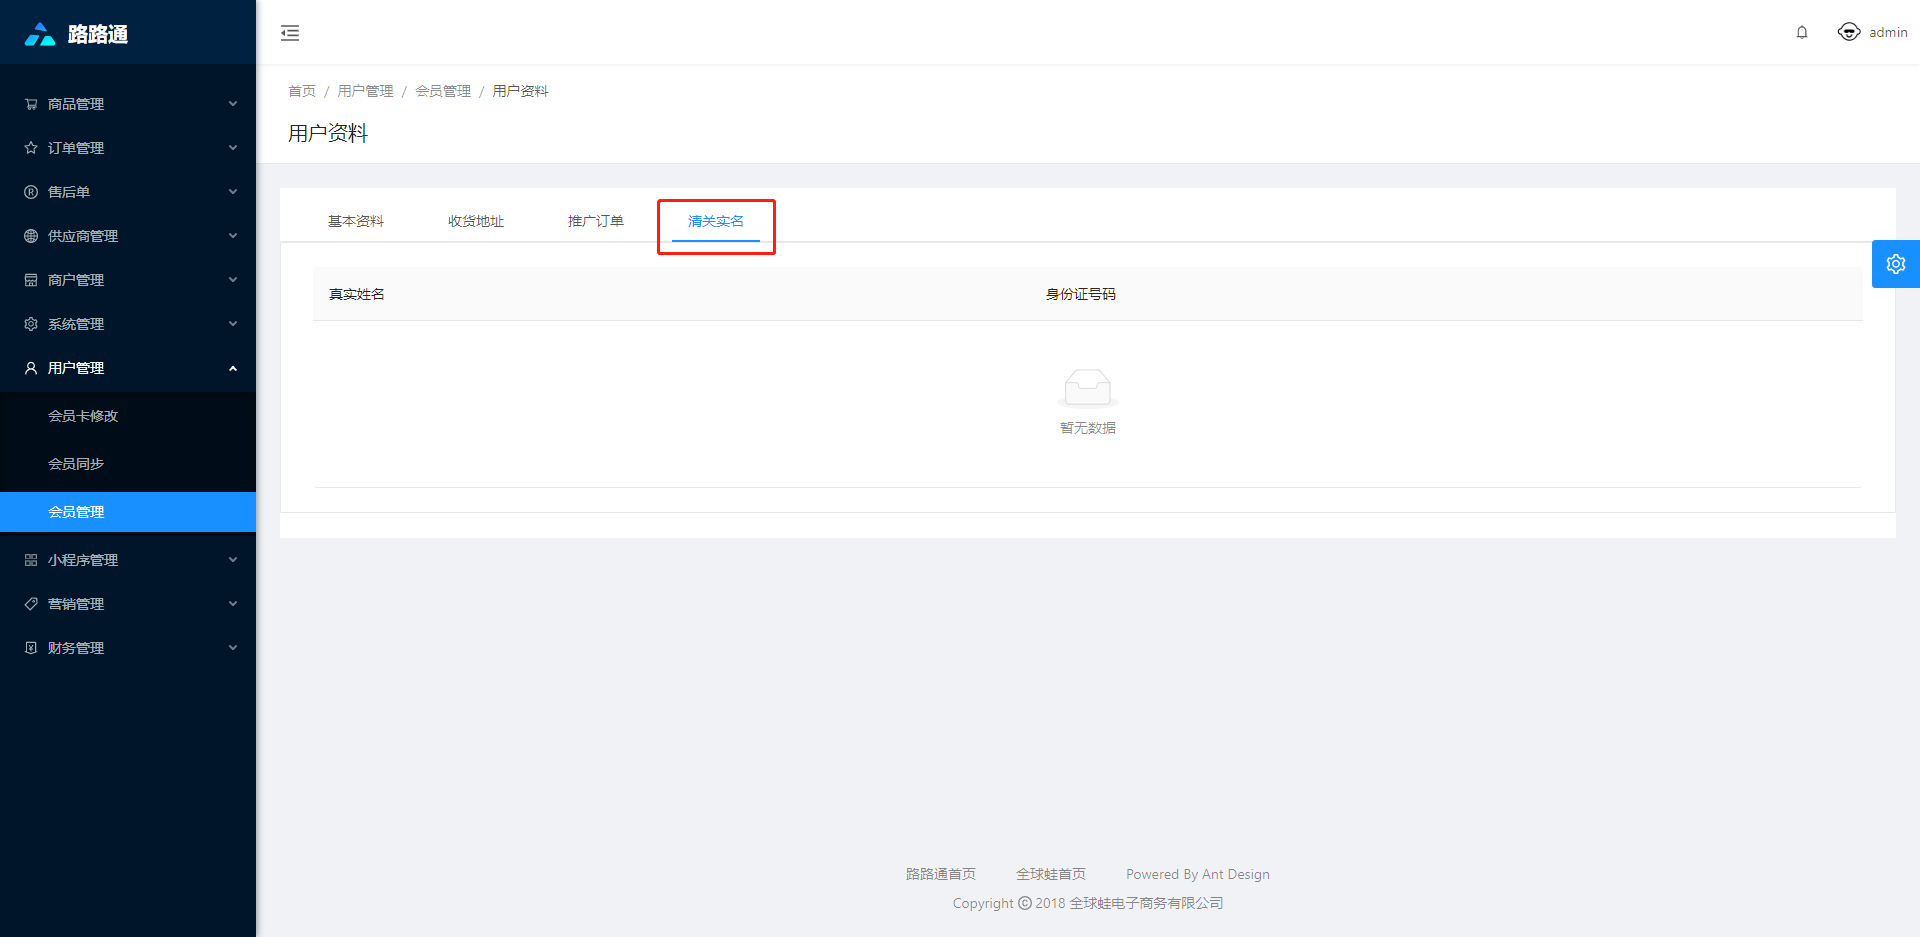 路路通
admin
商品管理
订单管理
售后单
供应商管理
商户管理
系统管理
用户管理
会员卡修改
会员同步
会员管理
小程序管理
营销管理
财务管理
首页 / 用户管理 / 会员管理 / 用户资料
用户资料
基本资料 收货地址 推广订单 清关实名
真实姓名 身份证号码
暂无数据
路路通首页 全球蛙首页 Powered By Ant Design
Copyright © 2018 全球蛙电子商务有限公司